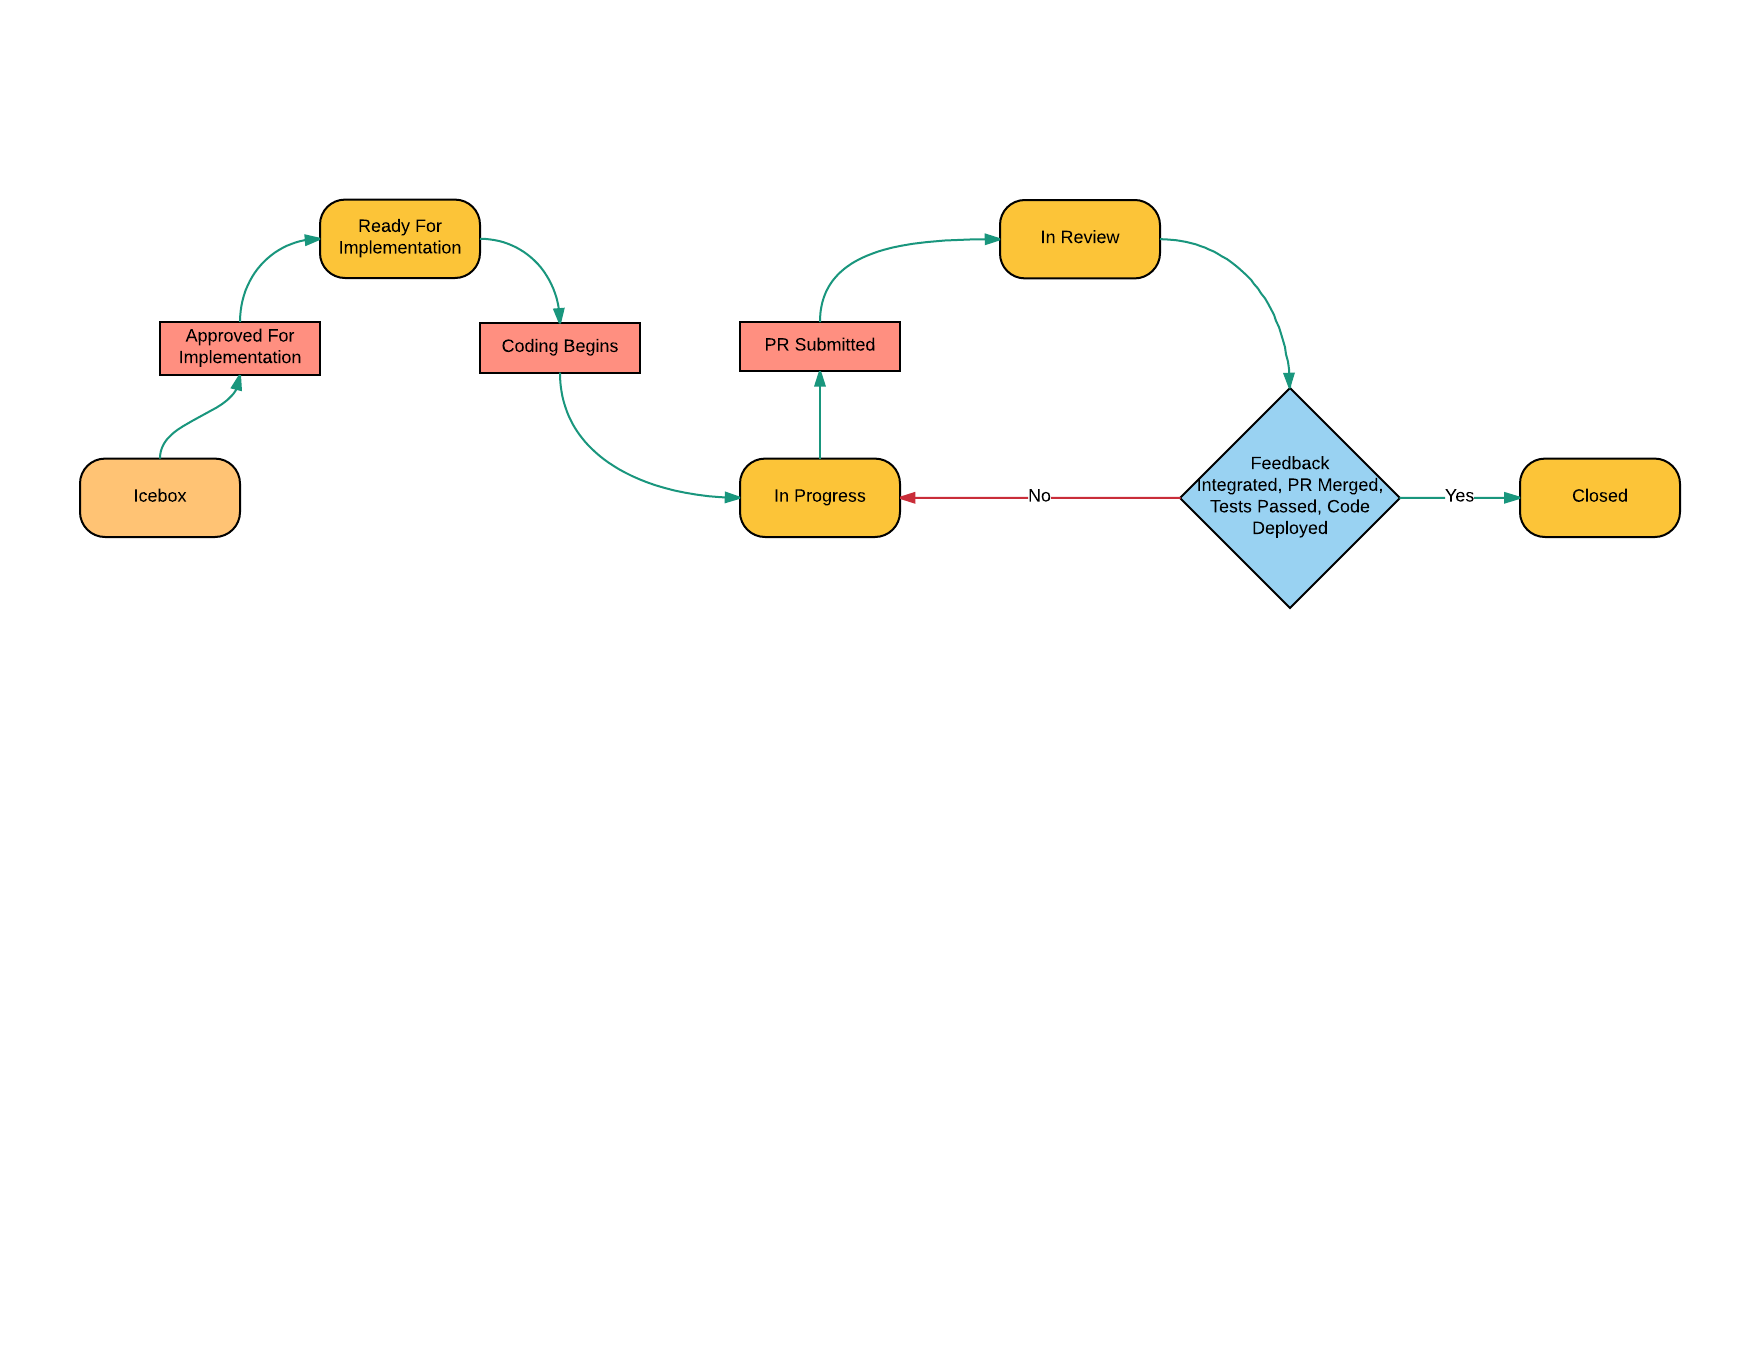 Ready For
Implementation
In Review
Approved For
Implementation
Coding Begins
PR Submitted
Icebox
In Progress
No
Feedback
Integrated, PR Merged,
Tests Passed, Code
Deployed
Yes
Closed